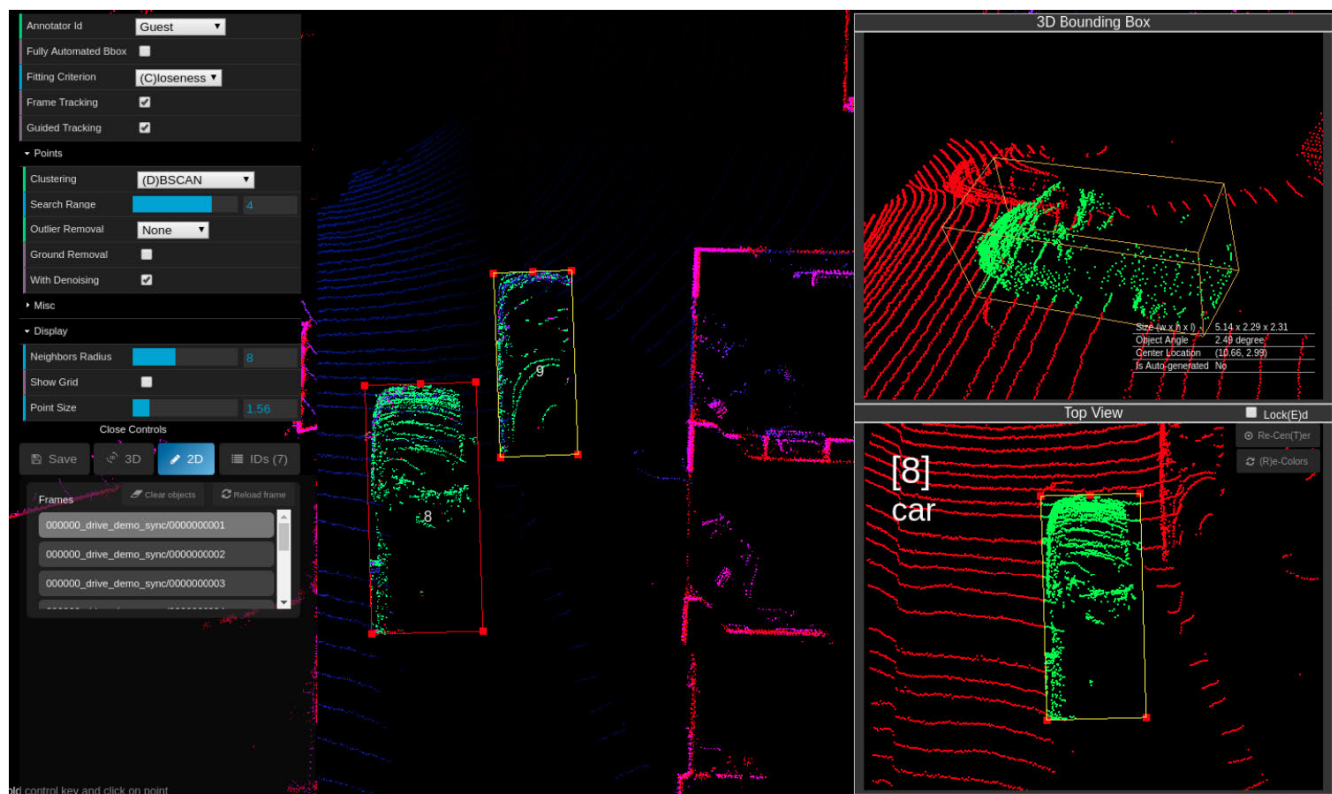 Annotator Id Guest
Fully Automated Bbox
Fitting Criterion (C)loseness
Frame Tracking
Guided Tracking
Points
Clustering (D)BSCAN
Search Range 4
Outlier Removal None
Ground Removal
With Denoising
Misc
Display
Neighbors Radius 8
Show Grid
Point Size 1.56
Close Controls
Save 3D 2D IDs (7)
Frames Clear objects Reload frame
000000_drive_demo_sync/0000000001
000000_drive_demo_sync/0000000002
000000_drive_demo_sync/0000000003
old control key and click on point
9
8
3D Bounding Box
Size (w x h x l) 5.14 x 2.29 x 2.31
Object Angle 2.49 degree
Center Location (10.66, 2.99)
Is Auto-generated No
Top View Lock(E)d
Re-Cen(T)er
(R)e-Colors
[8]
car